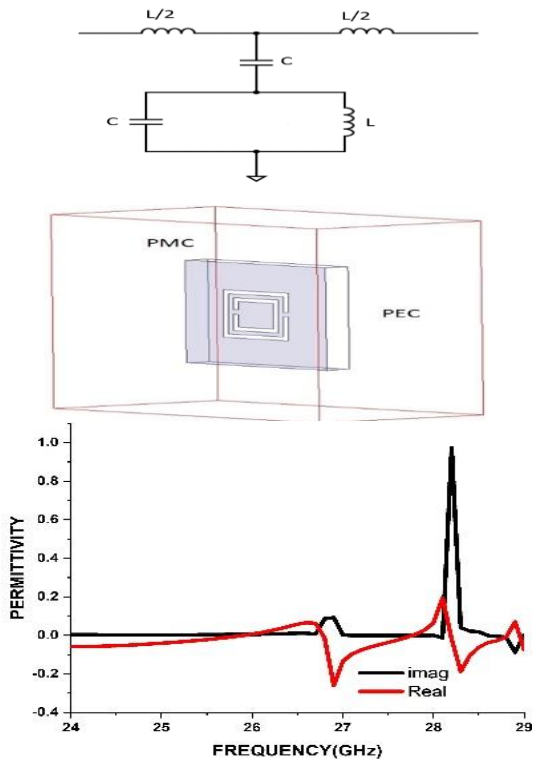 L/2 L/2
C
C L
PMC
PEC
1.0
0.8
0.6
0.4
0.2
0.0
-0.2
-0.4
PERMITTIVITY
imag
Real
24 25 26 27 28 29
FREQUENCY(GHz)